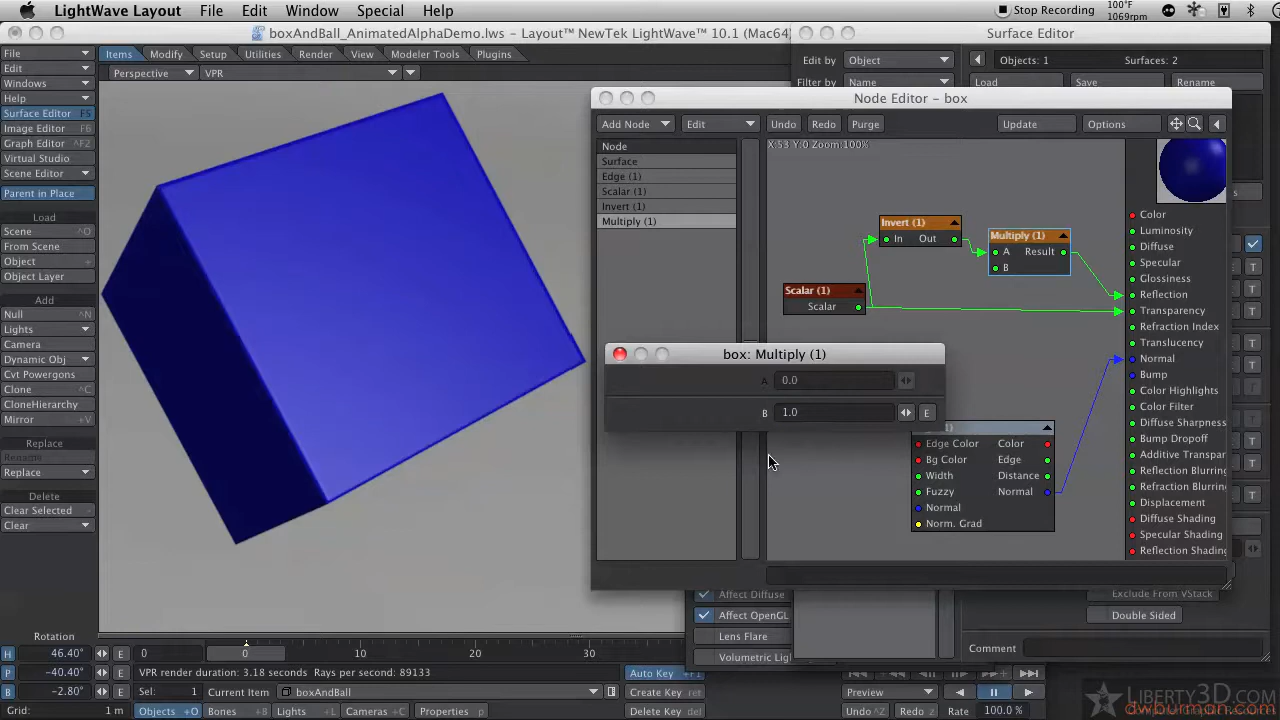 LightWave Layout File Edit Window Special Help Stop Recording 100°F 1069rpm
boxAndBall_AnimatedAlphaDemo.lws – Layout™ NewTek LightWave™ 10.1 (Mac64)
Surface Editor
File Items Modify Setup Utilities Render View Modeler Tools Plugins
Edit by Object Objects: 1 Surfaces: 2
Edit
Perspective VPR
Filter by Name Load Save Rename
Windows
Help
Surface Editor F5
Image Editor F6
Graph Editor ^F2
Virtual Studio
Scene Editor
Parent in Place
Load
Scene ^O
From Scene
Object +
Object Layer
Add
Null ^N
Lights
Camera
Dynamic Obj
Cvt Powergons
Clone ^C
CloneHierarchy
Mirror ^V
Replace
Rename
Replace
Delete
Clear Selected -
Clear
Node Editor – box
Add Node Edit Undo Redo Purge Update Options
Node
Surface
Edge (1)
Scalar (1)
Invert (1)
Multiply (1)
X:53 Y:0 Zoom:100%
Invert (1)
In Out
Multiply (1)
A Result
B
Scalar (1)
Scalar
box: Multiply (1)
A 0.0
B 1.0 E
1)
Edge Color Color
Bg Color Edge
Width Distance
Fuzzy Normal
Normal
Norm. Grad
Color
Luminosity
Diffuse
Specular
Glossiness
Reflection
Transparency
Refraction Index
Translucency
Normal
Bump
Color Highlights
Color Filter
Diffuse Sharpness
Bump Dropoff
Additive Transpar
Reflection Blurring
Refraction Blurring
Displacement
Diffuse Shading
Specular Shading
Reflection Shading
T
T
T
T
T
T
T
T
Affect Diffuse
Affect OpenGL
Lens Flare
Volumetric Lig
Exclude From VStack
Double Sided
Comment
Rotation
H 46.40° E 0 0 10 20 30
P -40.40° E VPR render duration: 3.18 seconds Rays per second: 89133 Auto Key +F1
B -2.80° E Sel: 1 Current Item boxAndBall Create Key ret Preview
Grid: 1 m Objects +O Bones +B Lights +L Cameras +C Properties p Delete Key del Undo ^Z Redo z Rate 100.0 %
LIBERTY3D.com
dwburman.com